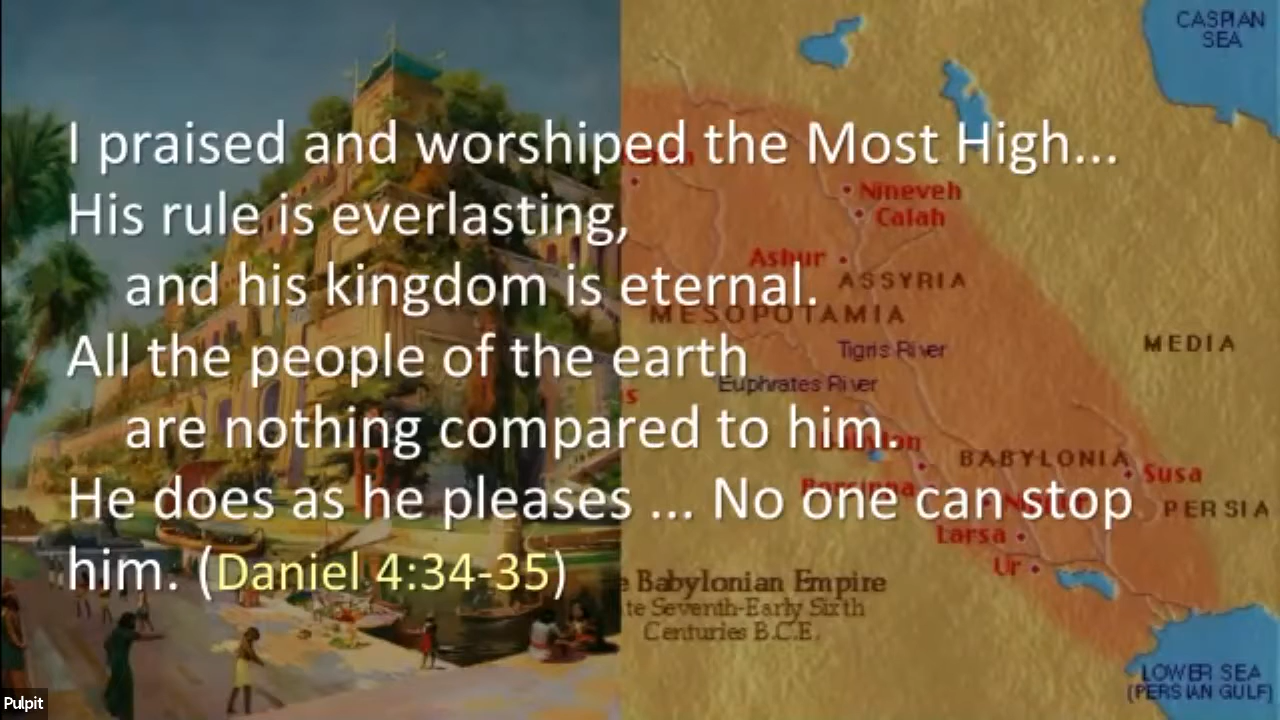 I praised and worshiped the Most High...
His rule is everlasting,
and his kingdom is eternal.
All the people of the earth
are nothing compared to him.
He does as he pleases ... No one can stop
him. (Daniel 4:34-35)
CASPIAN
SEA
Nineveh
Calah
Ashur
ASSYRIA
MESOPOTAMIA
Tigris River
MEDIA
Euphrates River
BABYLONIA
Susa
PERSIA
Larsa
Ur
Babylonian Empire
Seventh-Early Sixth
Centuries B.C.E.
LOWER SEA
(PERSIAN GULF)
Pulpit